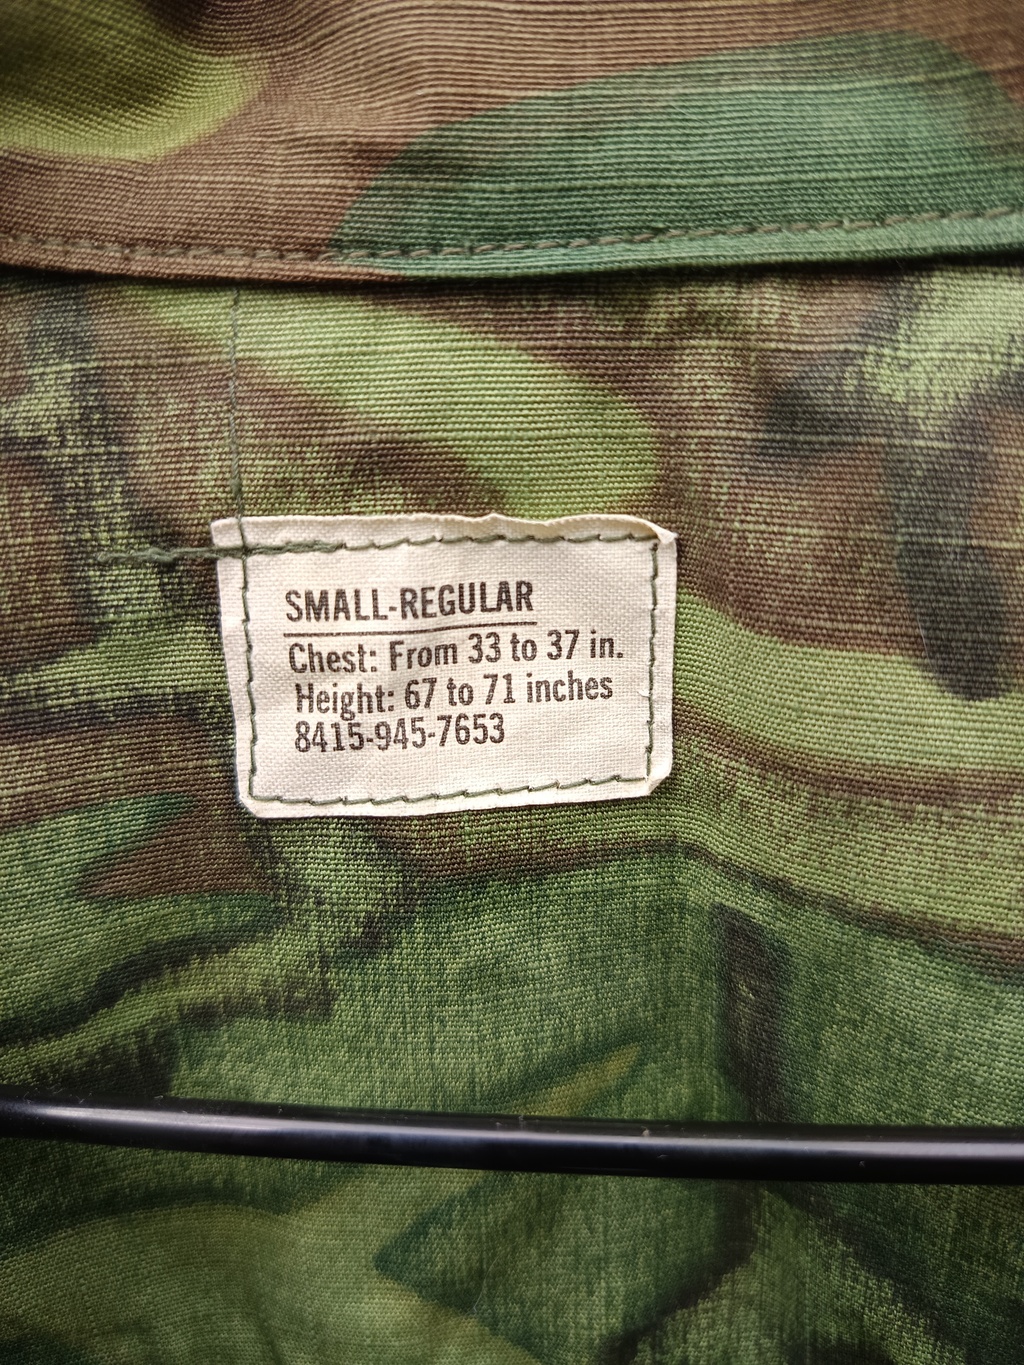 SMALL-REGULAR
Chest: From 33 to 37 in.
Height: 67 to 71 inches
8415-945-7653